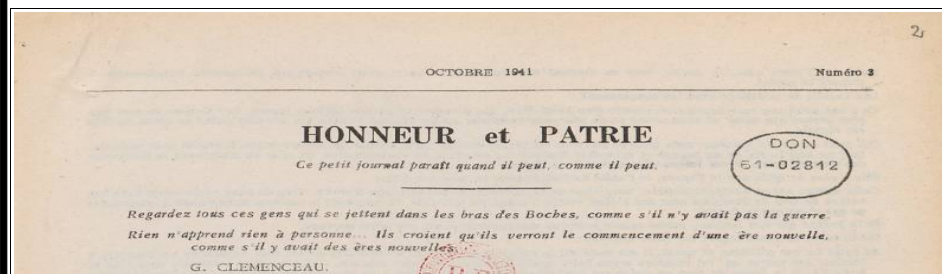 2
OCTOBRE 1941 Numéro 3
HONNEUR et PATRIE
Ce petit journal paraît quand il peut, comme il peut.
DON
51-02812
Regardez tous ces gens qui se jettent dans les bras des Boches, comme s'il n'y avait pas la guerre.
Rien n'apprend rien à personne... Ils croient qu'ils verront le commencement d'une ère nouvelle,
comme s'il y avait des ères nouvelles.
G. CLEMENCEAU.